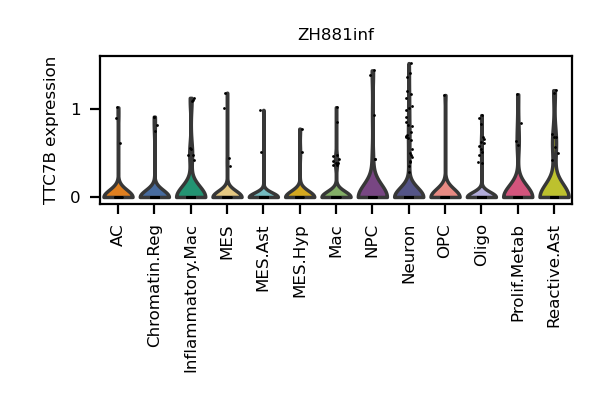 ZH881inf
TTC7B expression
1
0
AC
Chromatin.Reg
Inflammatory.Mac
MES
MES.Ast
MES.Hyp
Mac
NPC
Neuron
OPC
Oligo
Prolif.Metab
Reactive.Ast